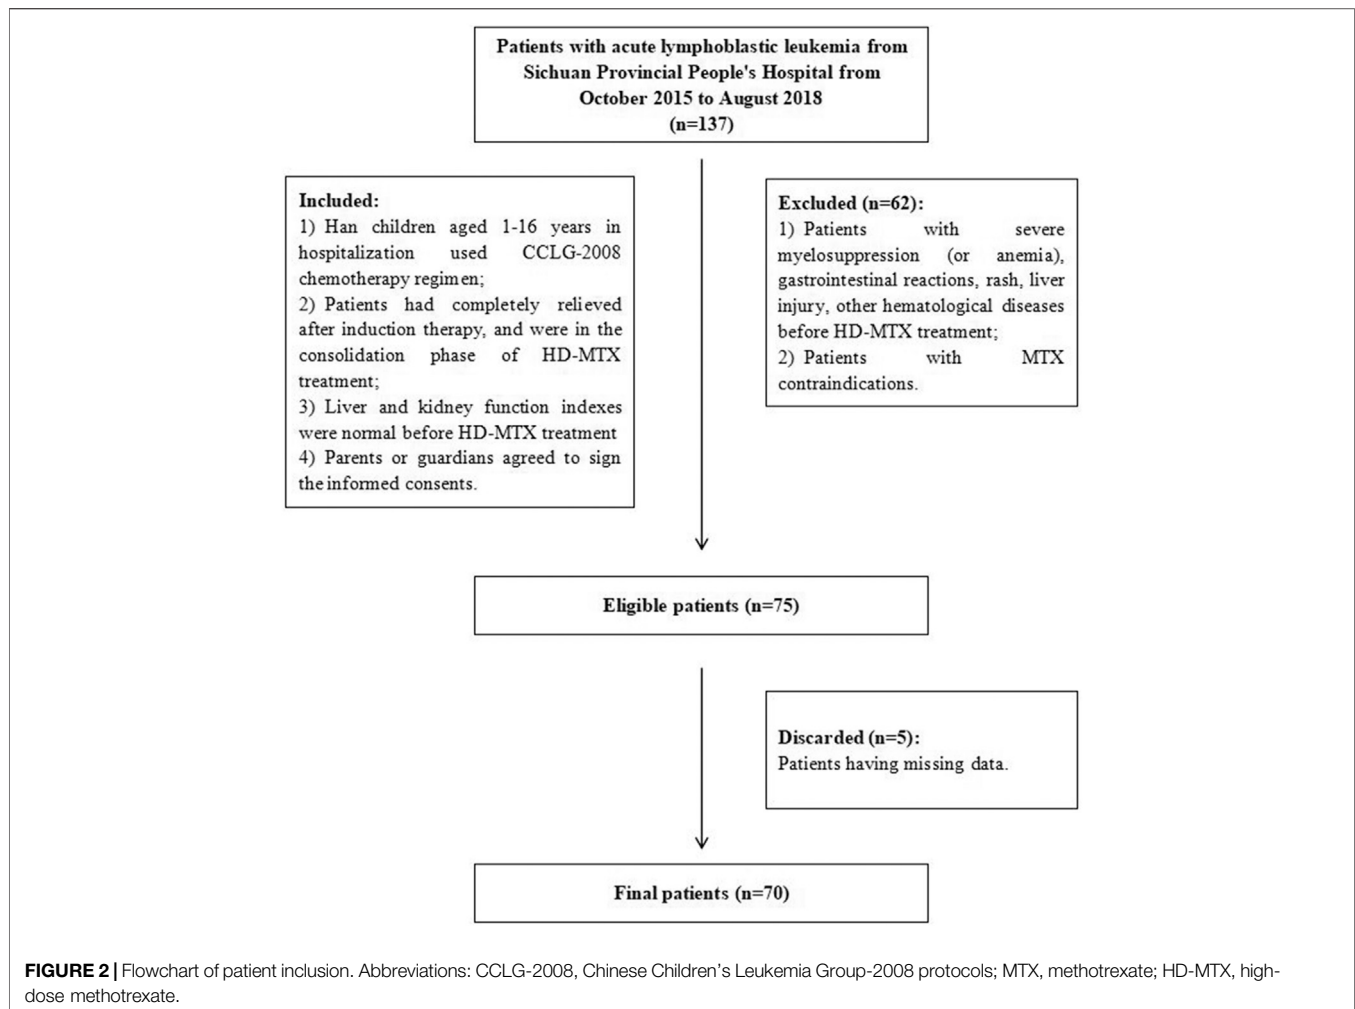 Patients with acute lymphoblastic leukemia from
Sichuan Provincial People's Hospital from
October 2015 to August 2018
(n=137)
Included:
1) Han children aged 1-16 years in
hospitalization used CCLG-2008
chemotherapy regimen;
2) Patients had completely relieved
after induction therapy, and were in the
consolidation phase of HD-MTX
treatment;
3) Liver and kidney function indexes
were normal before HD-MTX treatment
4) Parents or guardians agreed to sign
the informed consents.
Excluded (n=62):
1) Patients with severe
myelosuppression (or anemia),
gastrointestinal reactions, rash, liver
injury, other hematological diseases
before HD-MTX treatment;
2) Patients with MTX
contraindications.
Eligible patients (n=75)
Discarded (n=5):
Patients having missing data.
Final patients (n=70)
FIGURE 2 | Flowchart of patient inclusion. Abbreviations: CCLG-2008, Chinese Children’s Leukemia Group-2008 protocols; MTX, methotrexate; HD-MTX, high-
dose methotrexate.